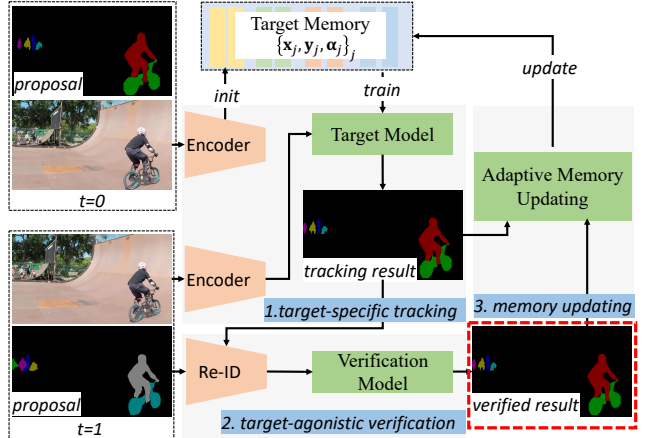 Target Memory
{x_j, y_j, α_j}_j
proposal
init
train
update
Encoder
Target Model
t=0
Adaptive Memory
Updating
Encoder
tracking result
1.target-specific tracking
3. memory updating
Re-ID
Verification
Model
proposal
verified result
2. target-agonistic verification
t=1